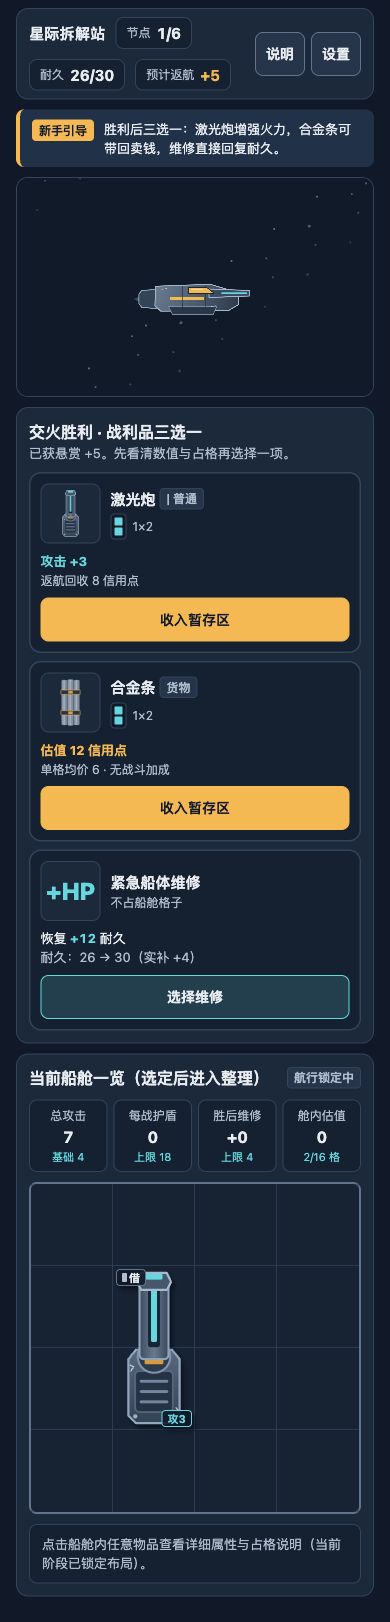 星际拆解站 节点 1/6
耐久 26/30 预计返航 +5
说明 设置
新手引导 胜利后三选一：激光炮增强火力，合金条可
带回卖钱，维修直接回复耐久。
交火胜利 · 战利品三选一
已获悬赏 +5。先看清数值与占格再选择一项。
激光炮 | 普通
1×2
攻击 +3
返航回收 8 信用点
收入暂存区
合金条 货物
1×2
估值 12 信用点
单格均价 6 · 无战斗加成
收入暂存区
+HP 紧急船体维修
不占船舱格子
恢复 +12 耐久
耐久：26 → 30（实补 +4）
选择维修
当前船舱一览（选定后进入整理） 航行锁定中
总攻击 每战护盾 胜后维修 舱内估值
7 0 +0 0
基础 4 上限 18 上限 4 2/16 格
借
攻3
点击船舱内任意物品查看详细属性与占格说明（当前
阶段已锁定布局）。